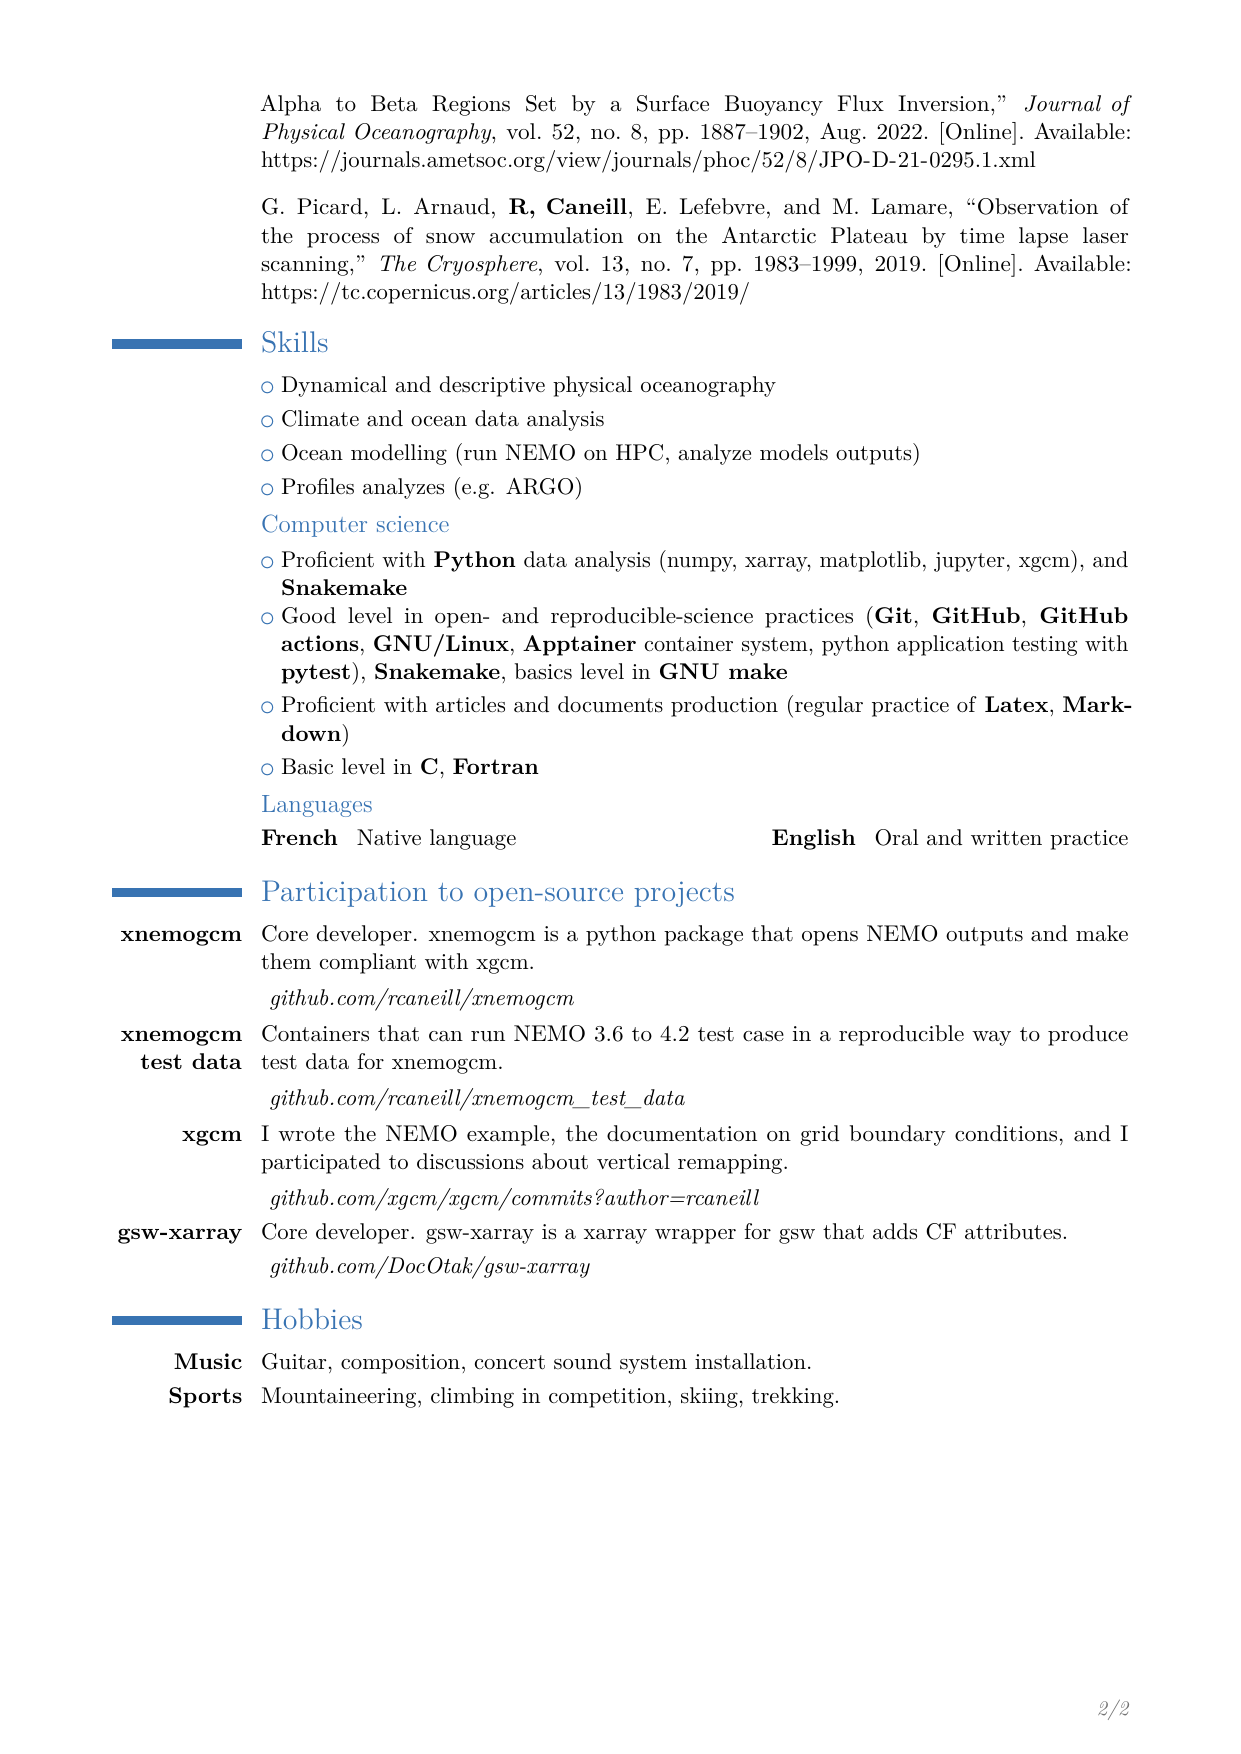 Alpha to Beta Regions Set by a Surface Buoyancy Flux Inversion,” Journal of
Physical Oceanography, vol. 52, no. 8, pp. 1887–1902, Aug. 2022. [Online]. Available:
https://journals.ametsoc.org/view/journals/phoc/52/8/JPO-D-21-0295.1.xml
G. Picard, L. Arnaud, R, Caneill, E. Lefebvre, and M. Lamare, “Observation of
the process of snow accumulation on the Antarctic Plateau by time lapse laser
scanning,” The Cryosphere, vol. 13, no. 7, pp. 1983–1999, 2019. [Online]. Available:
https://tc.copernicus.org/articles/13/1983/2019/
Skills
○ Dynamical and descriptive physical oceanography
○ Climate and ocean data analysis
○ Ocean modelling (run NEMO on HPC, analyze models outputs)
○ Profiles analyzes (e.g. ARGO)
Computer science
○ Proficient with Python data analysis (numpy, xarray, matplotlib, jupyter, xgcm), and
Snakemake
○ Good level in open- and reproducible-science practices (Git, GitHub, GitHub
actions, GNU/Linux, Apptainer container system, python application testing with
pytest), Snakemake, basics level in GNU make
○ Proficient with articles and documents production (regular practice of Latex, Mark-
down)
○ Basic level in C, Fortran
Languages
French Native language English Oral and written practice
Participation to open-source projects
xnemogcm Core developer. xnemogcm is a python package that opens NEMO outputs and make
them compliant with xgcm.
github.com/rcaneill/xnemogcm
xnemogcm Containers that can run NEMO 3.6 to 4.2 test case in a reproducible way to produce
test data test data for xnemogcm.
github.com/rcaneill/xnemogcm_test_data
xgcm I wrote the NEMO example, the documentation on grid boundary conditions, and I
participated to discussions about vertical remapping.
github.com/xgcm/xgcm/commits?author=rcaneill
gsw-xarray Core developer. gsw-xarray is a xarray wrapper for gsw that adds CF attributes.
github.com/DocOtak/gsw-xarray
Hobbies
Music Guitar, composition, concert sound system installation.
Sports Mountaineering, climbing in competition, skiing, trekking.
2/2